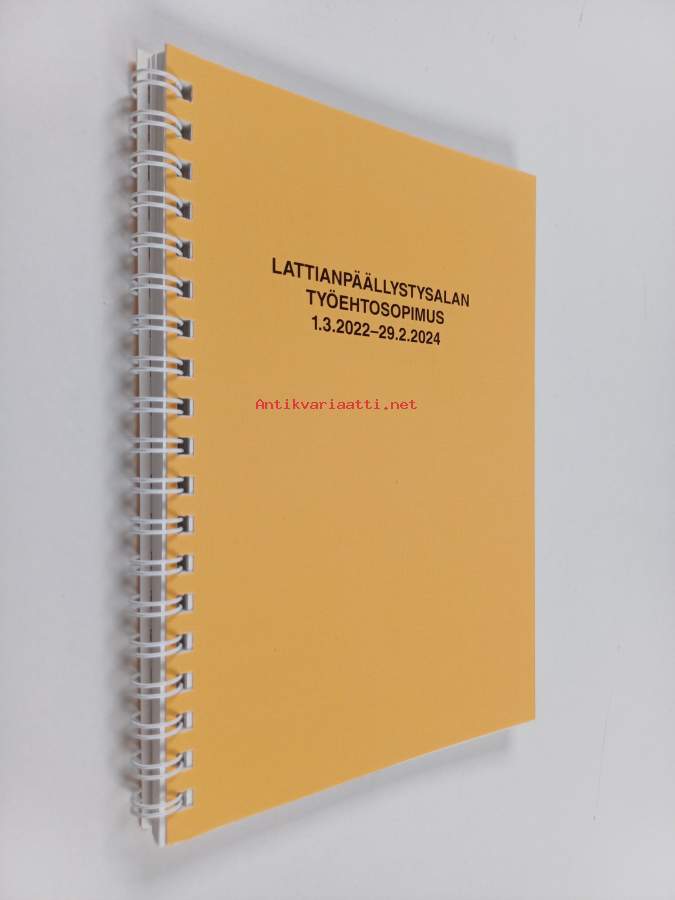 LATTIANPÄÄLLYSTYSALAN
TYÖEHTOSOPIMUS
1.3.2022–29.2.2024
Antikvariaatti.net